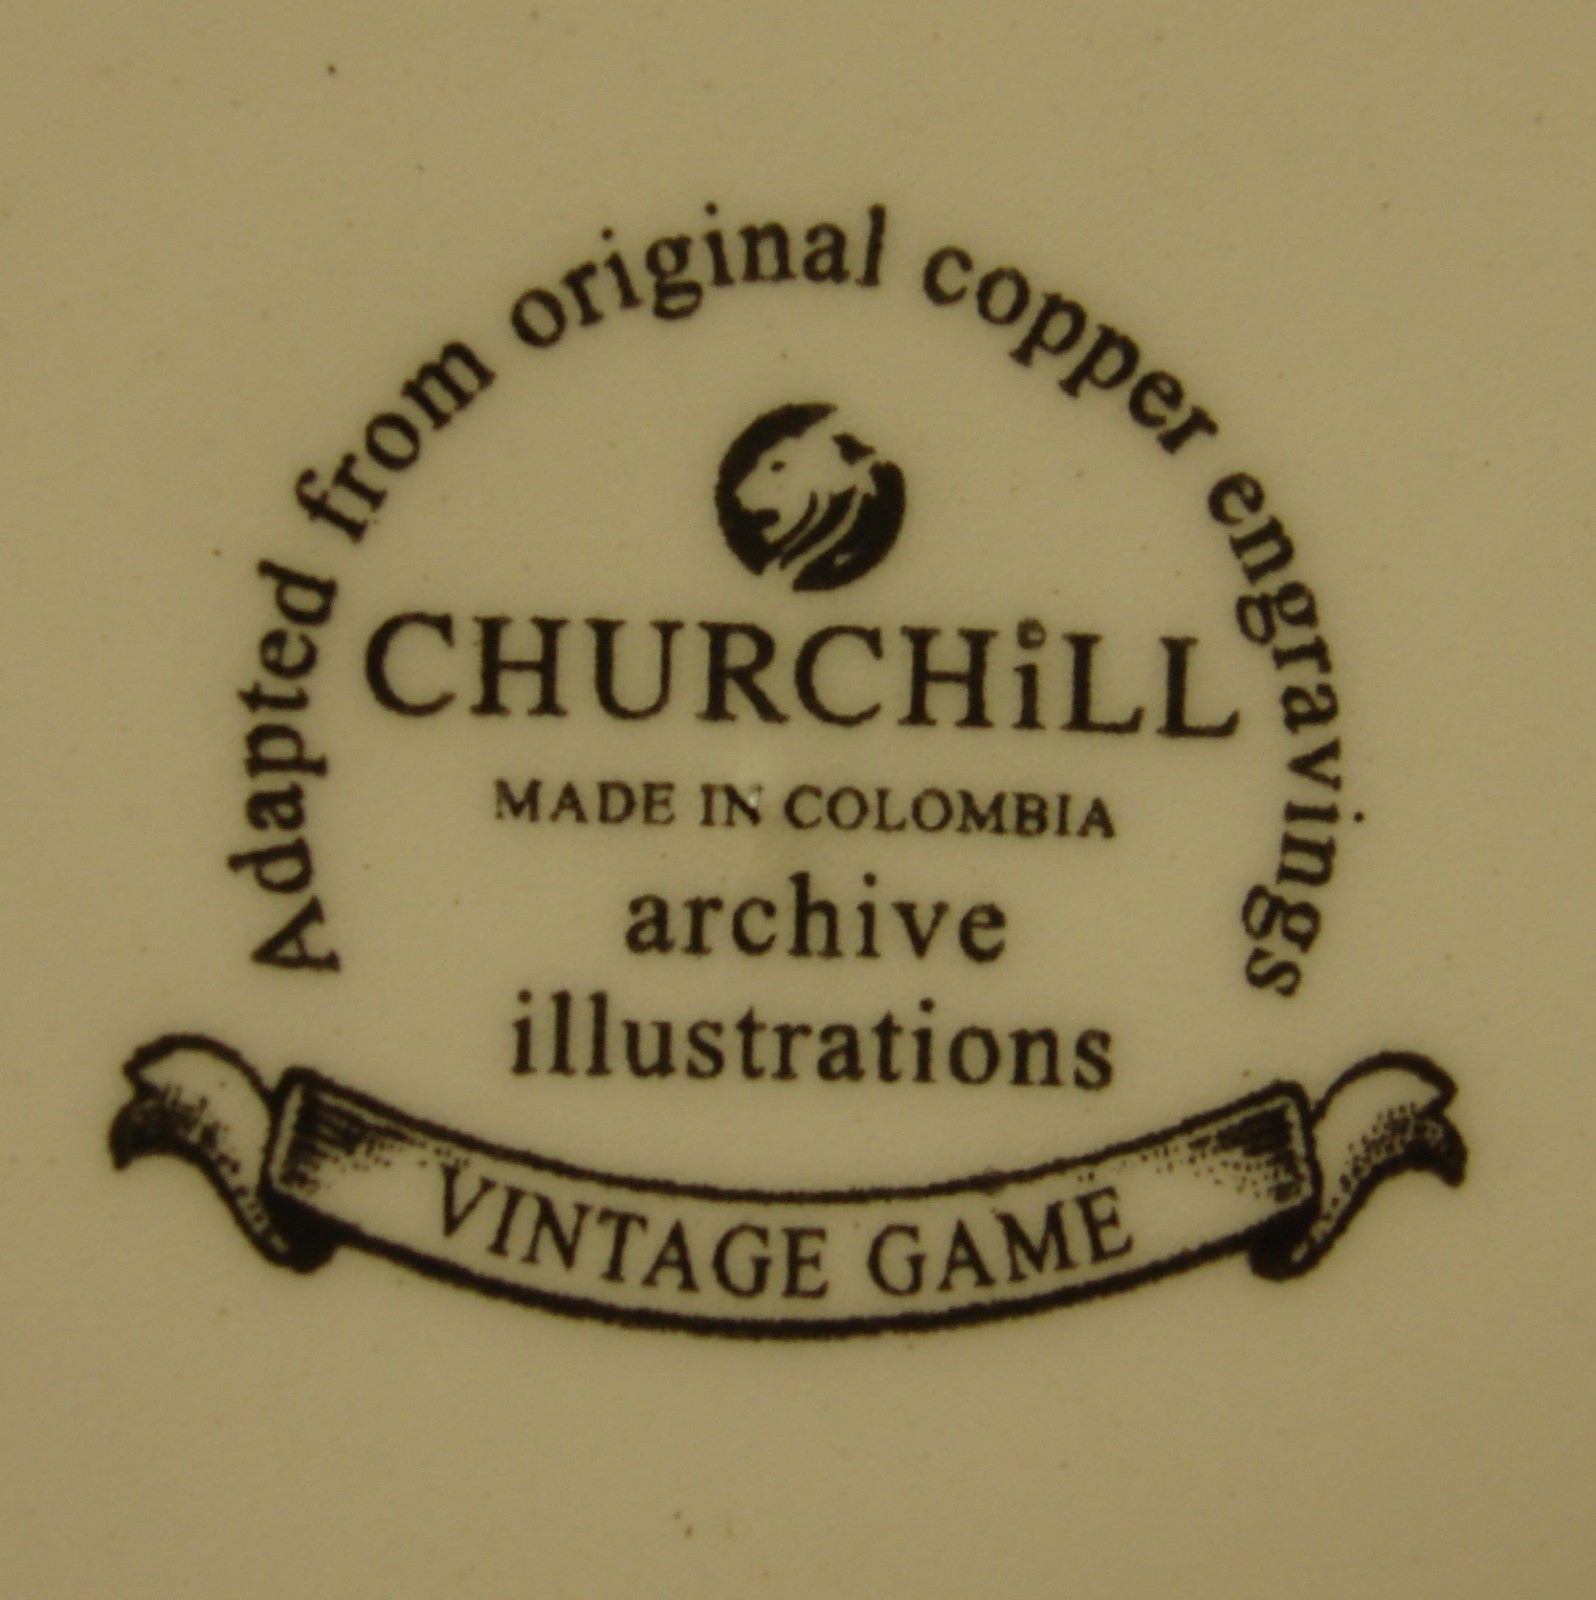 Adapted from original copper engravings
CHURCHiLL
MADE IN COLOMBIA
archive
illustrations
VINTAGE GAME